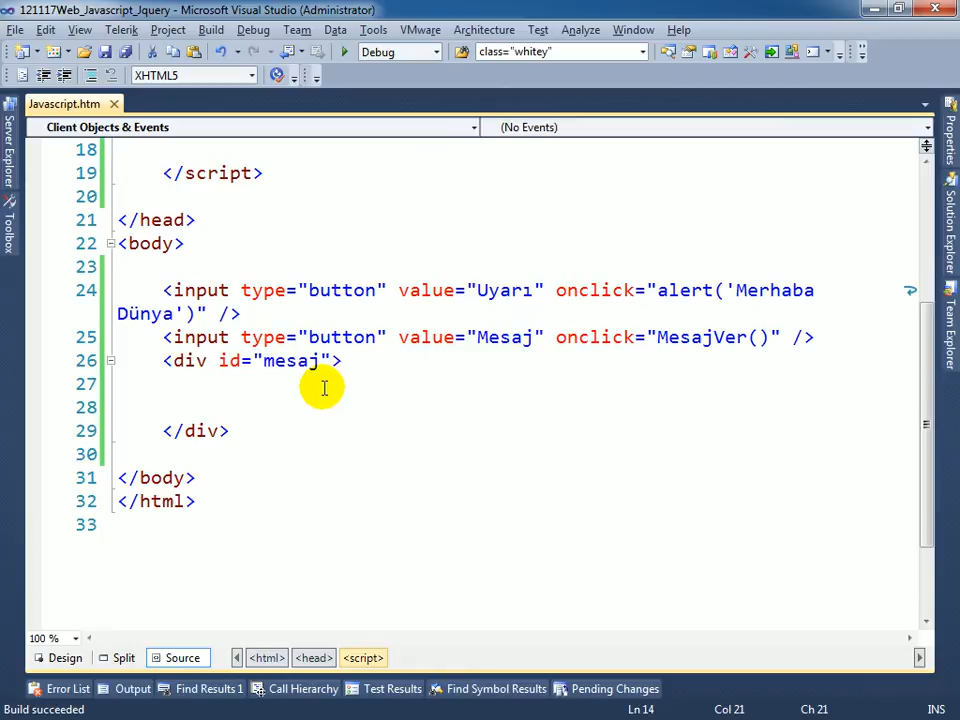 121117Web_Javascript_Jquery - Microsoft Visual Studio (Administrator)
File Edit View Telerik Project Build Debug Team Data Tools VMware Architecture Test Analyze Window Help
Debug class="whitey"
XHTML5
Javascript.htm
Client Objects & Events (No Events)
18
19 </script>
20
21 </head>
22 <body>
23
24 <input type="button" value="Uyarı" onclick="alert('Merhaba
Dünya')" />
25 <input type="button" value="Mesaj" onclick="MesajVer()" />
26 <div id="mesaj">
27
28
29 </div>
30
31 </body>
32 </html>
33
100 %
Design Split Source <html> <head> <script>
Error List Output Find Results 1 Call Hierarchy Test Results Find Symbol Results Pending Changes
Build succeeded Ln 14 Col 21 Ch 21 INS
Server Explorer
Toolbox
Properties
Solution Explorer
Team Explorer